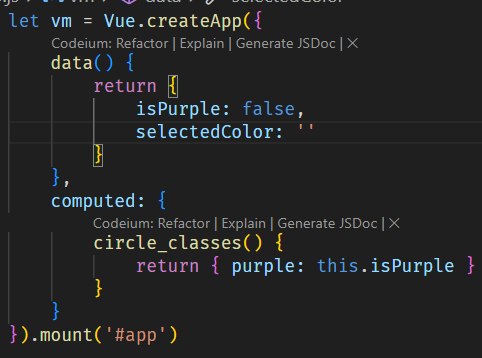 let vm = Vue.createApp({
Codeium: Refactor | Explain | Generate JSDoc | ×
data() {
return {
isPurple: false,
selectedColor: ''
}
},
computed: {
Codeium: Refactor | Explain | Generate JSDoc | ×
circle_classes() {
return { purple: this.isPurple }
}
}
}).mount('#app')